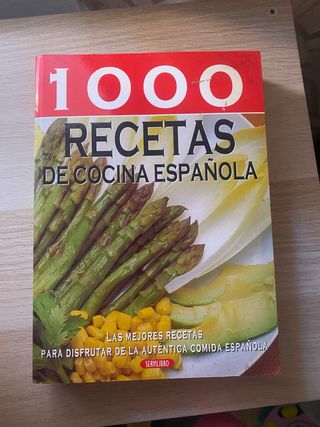 1000
RECETAS
DE COCINA ESPAÑOLA
LAS MEJORES RECETAS
PARA DISFRUTAR DE LA AUTÉNTICA COMIDA ESPAÑOLA
SERVILIBRO